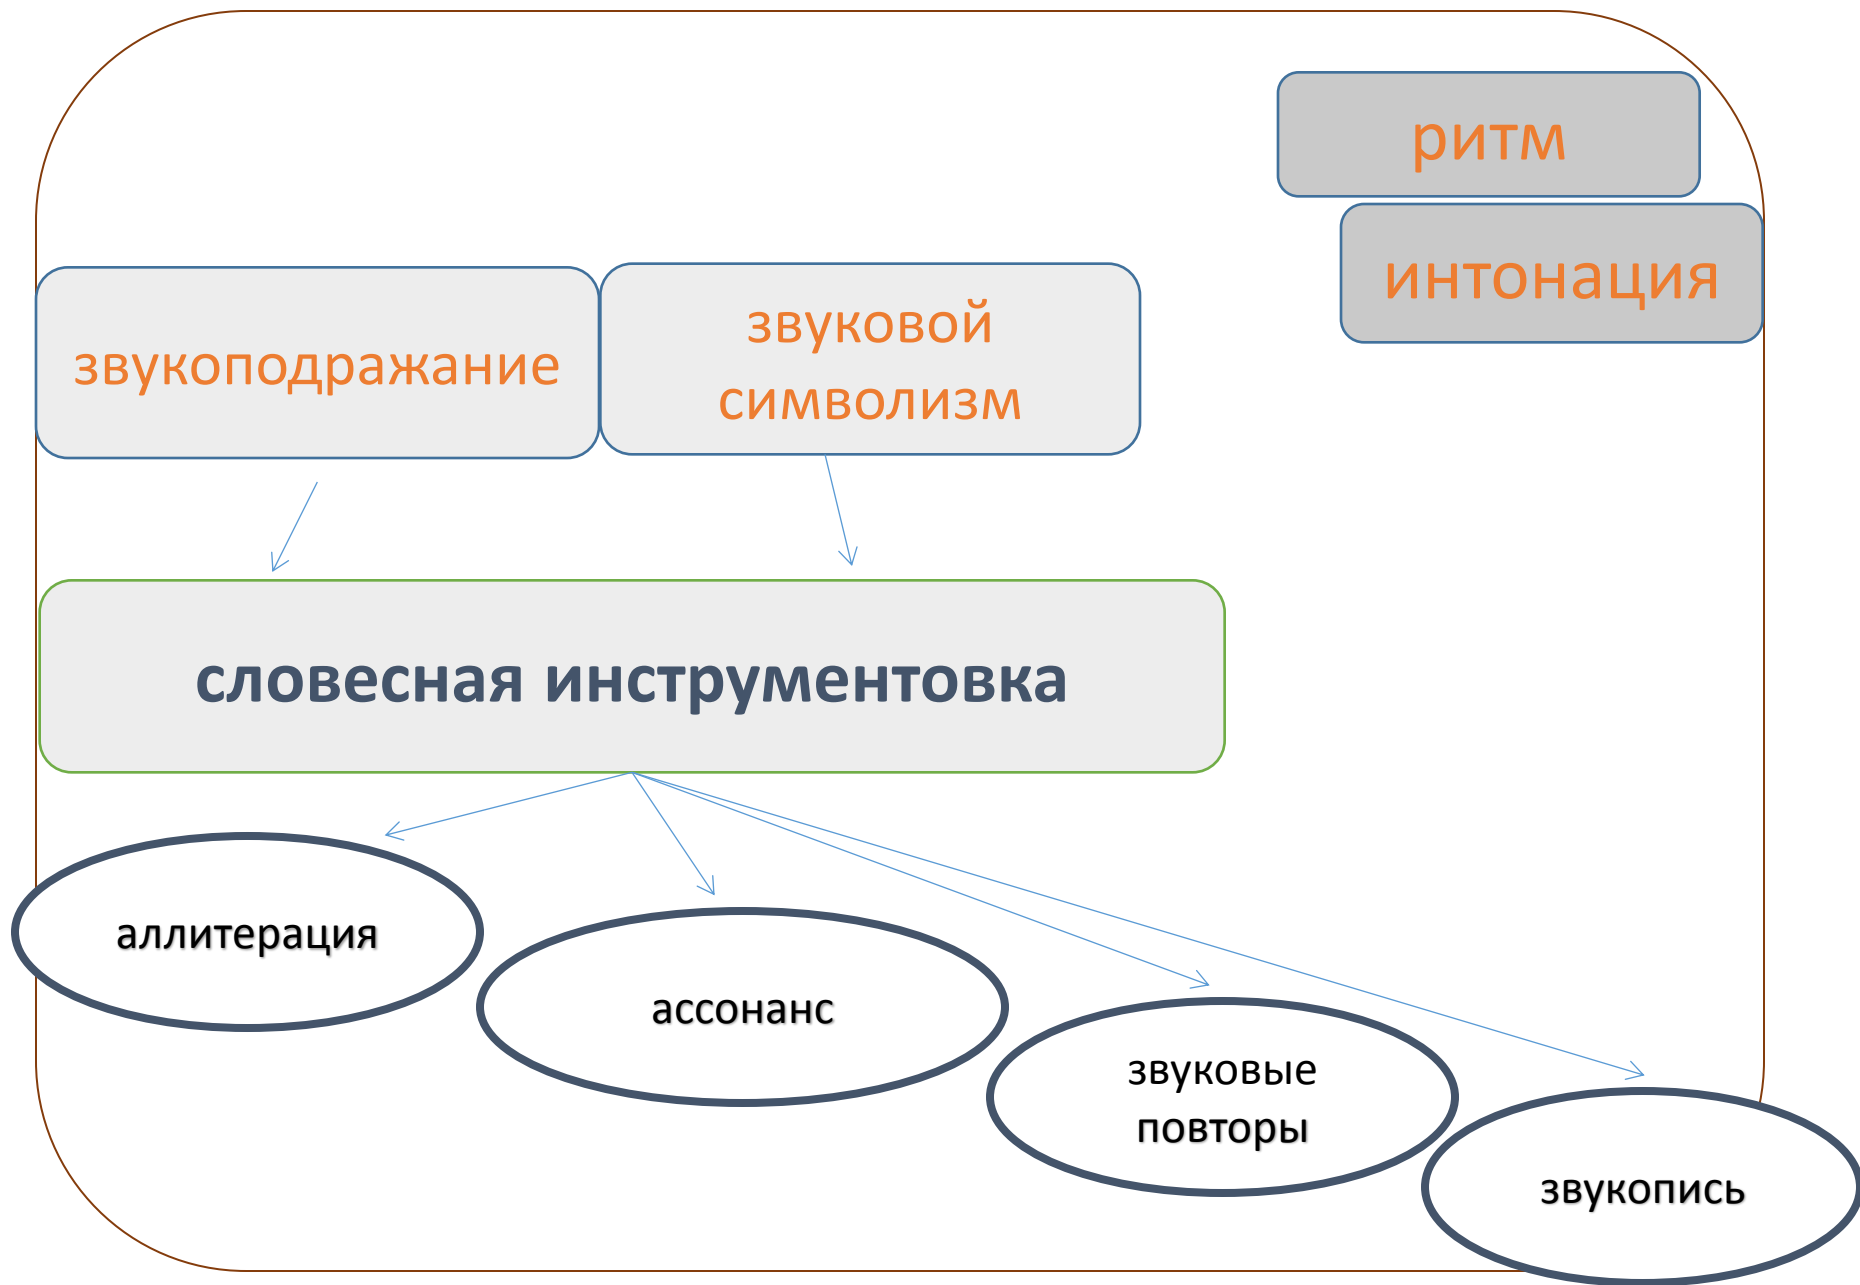 ритм
интонация
звукоподражание
звуковой
символизм
словесная инструментовка
аллитерация
ассонанс
звуковые
повторы
звукопись